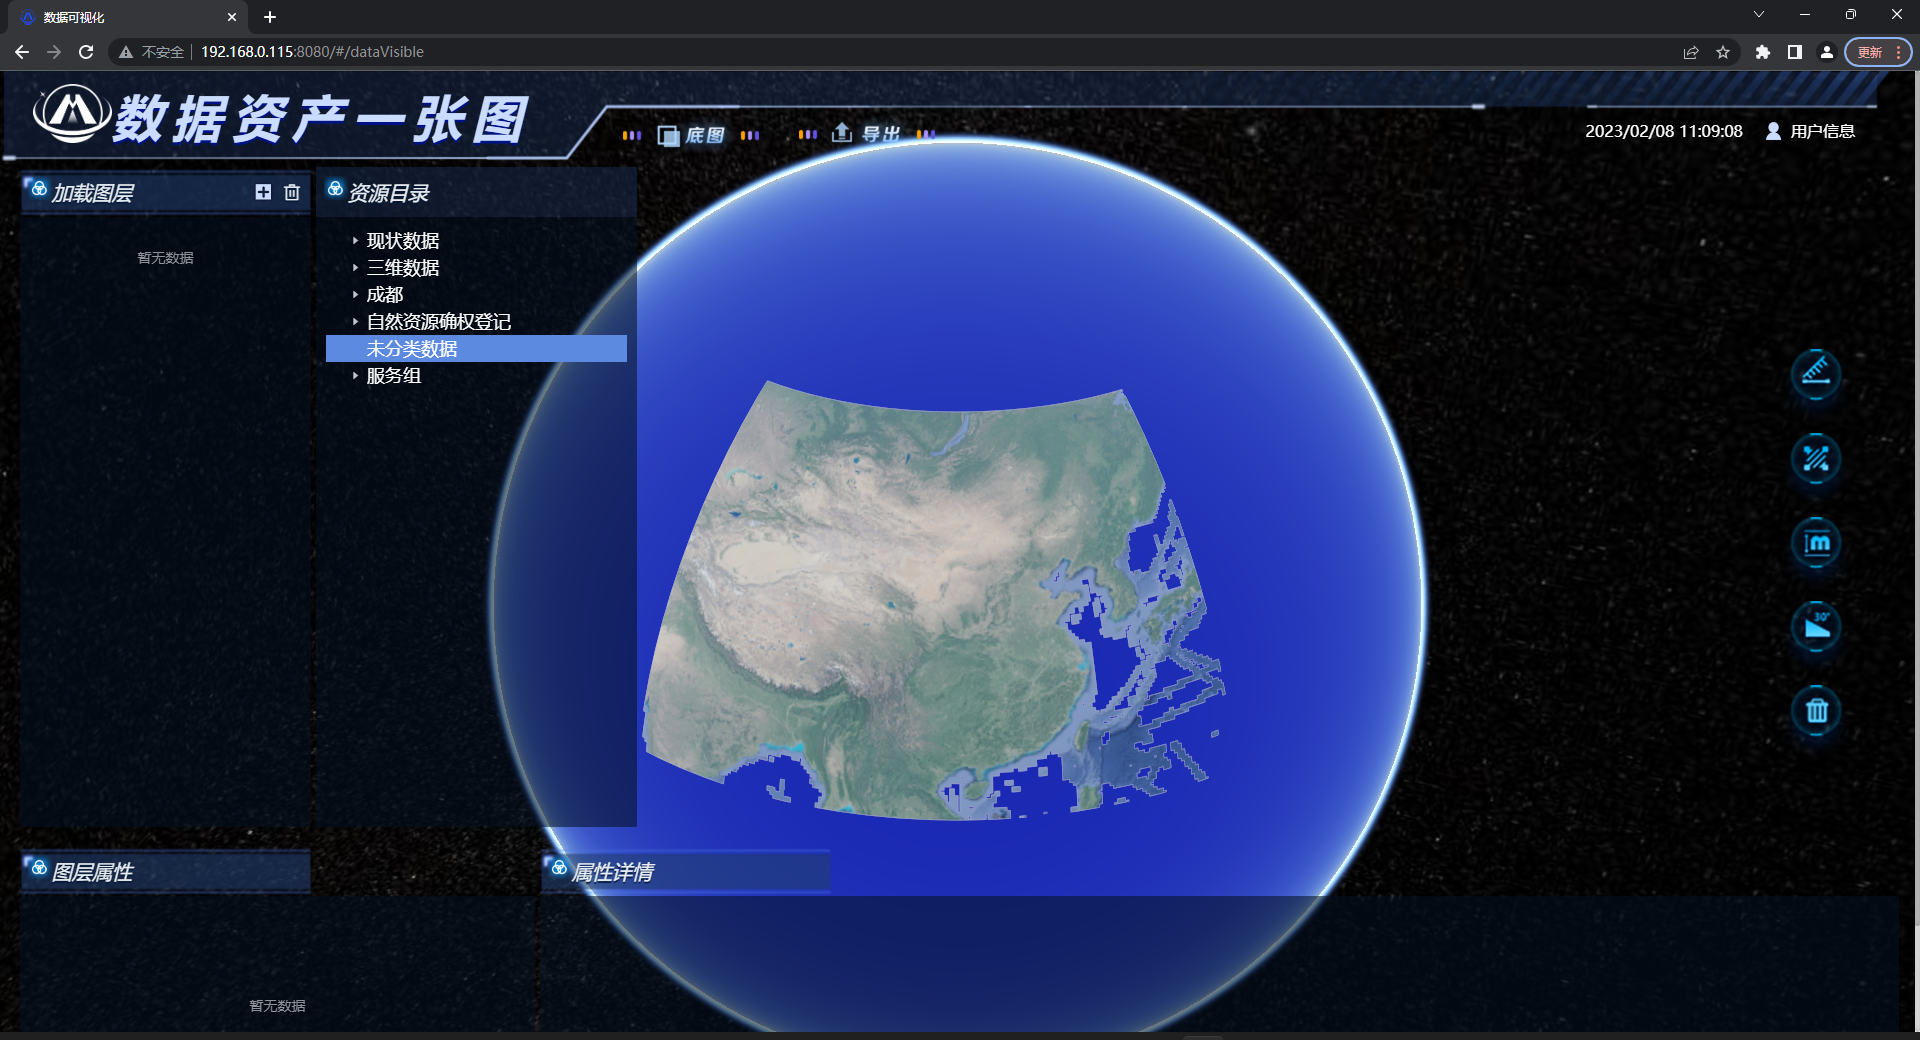 数据可视化
不安全 192.168.0.115:8080/#/dataVisible
更新
数据资产一张图
底图
导出
2023/02/08 11:09:08
用户信息
加载图层
暂无数据
资源目录
现状数据
三维数据
成都
自然资源确权登记
未分类数据
服务组
m
30°
图层属性
暂无数据
属性详情